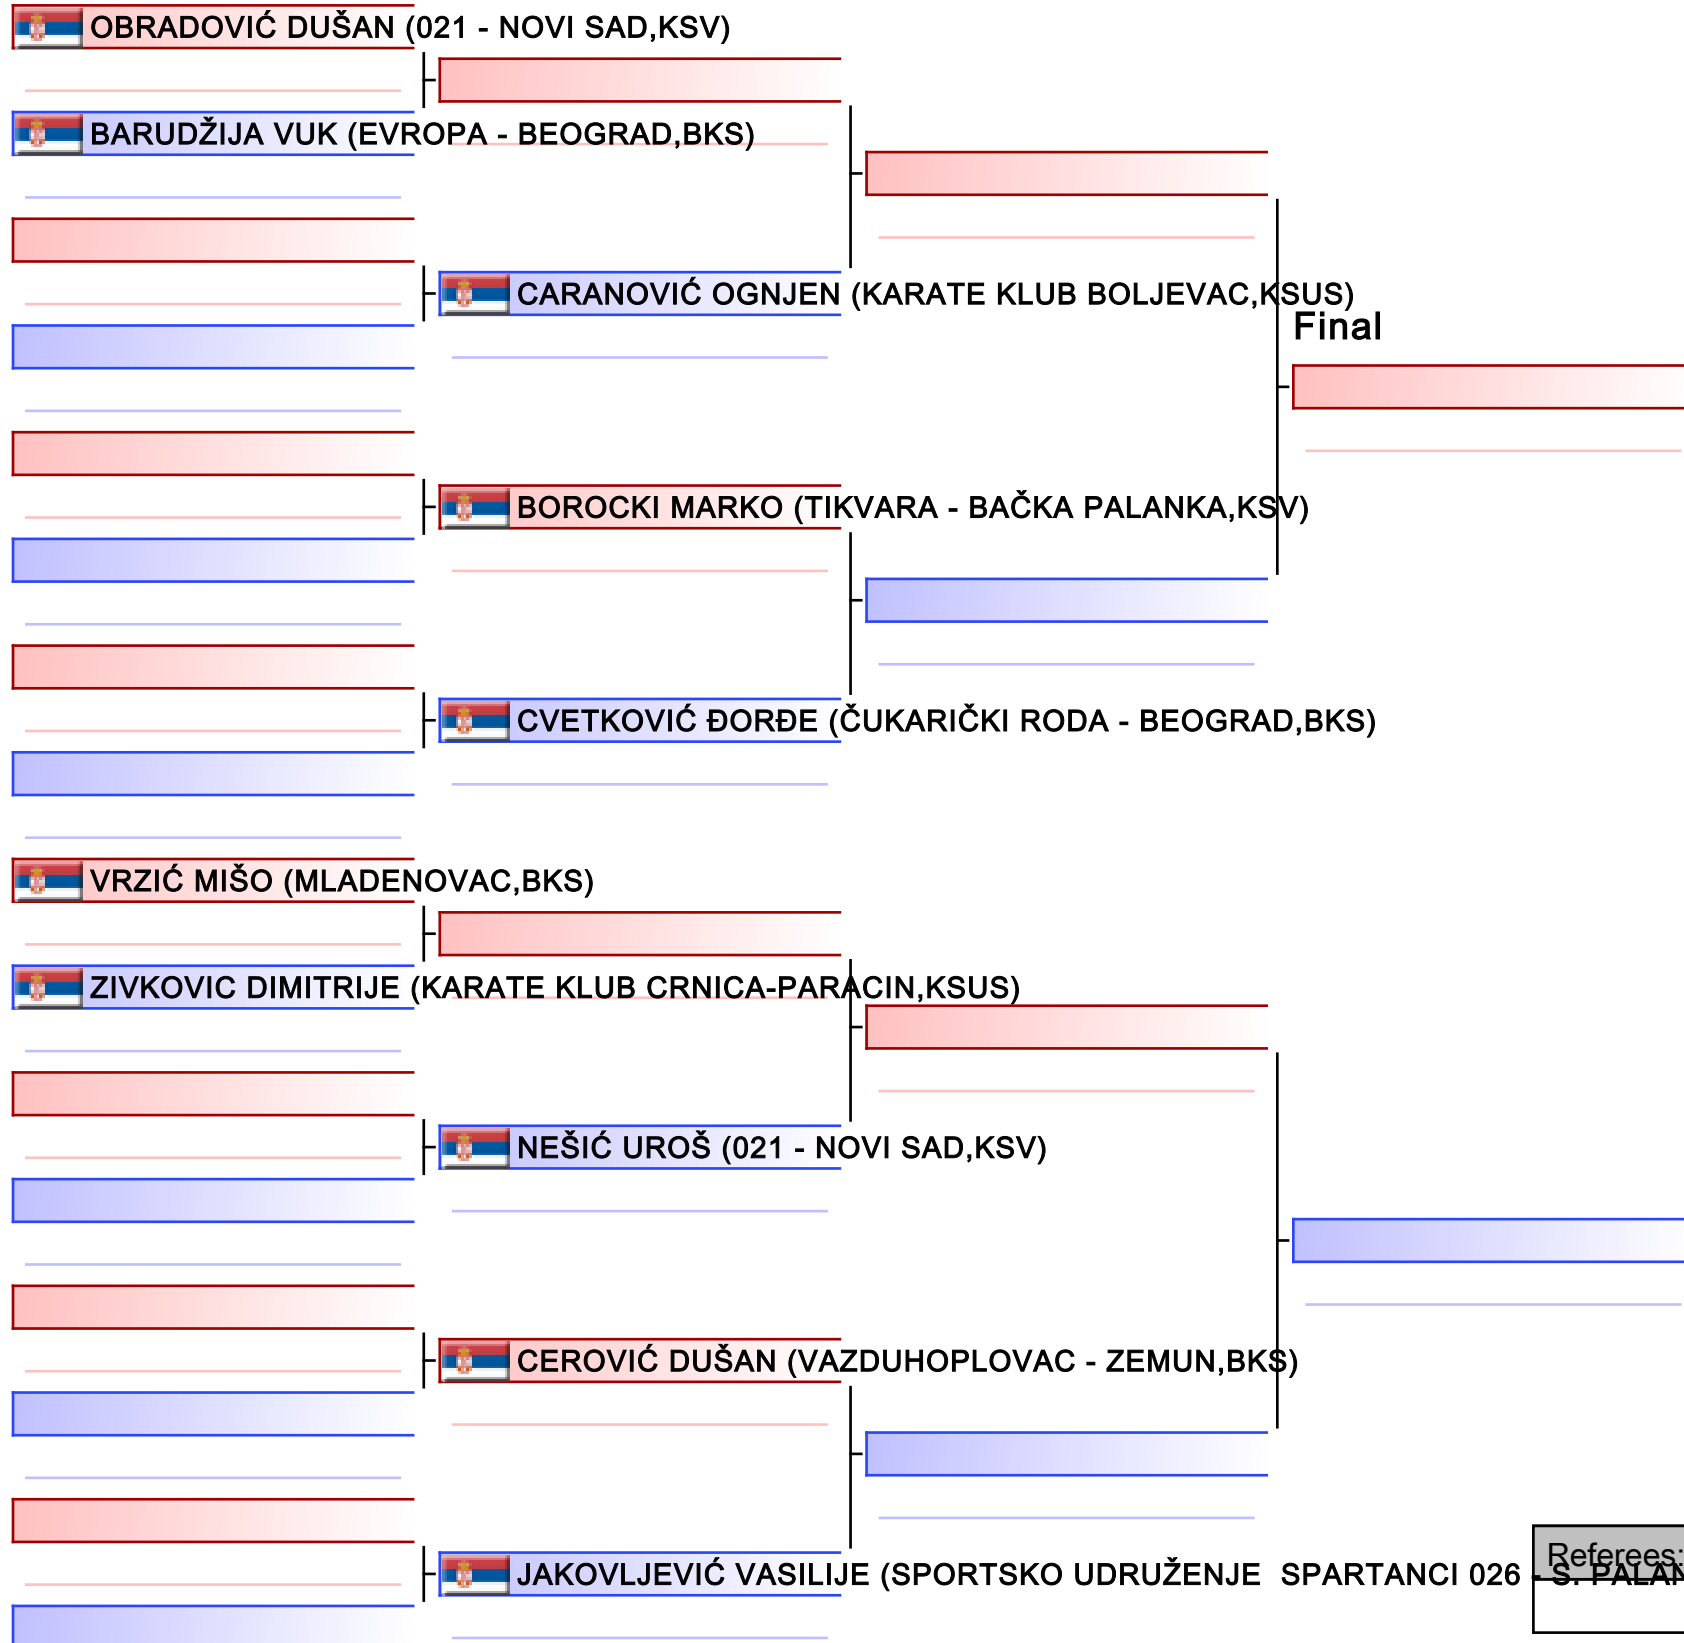 OBRADOVIĆ DUŠAN (021 - NOVI SAD,KSV)
BARUDŽIJA VUK (EVROPA - BEOGRAD,BKS)
CARANOVIĆ OGNJEN (KARATE KLUB BOLJEVAC,KSUS)
Final
BOROCKI MARKO (TIKVARA - BAČKA PALANKA,KSV)
CVETKOVIĆ ĐORĐE (ČUKARIČKI RODA - BEOGRAD,BKS)
VRZIĆ MIŠO (MLADENOVAC,BKS)
ZIVKOVIC DIMITRIJE (KARATE KLUB CRNICA-PARACIN,KSUS)
NEŠIĆ UROŠ (021 - NOVI SAD,KSV)
CEROVIĆ DUŠAN (VAZDUHOPLOVAC - ZEMUN,BKS)
Referees:
JAKOVLJEVIĆ VASILIJE (SPORTSKO UDRUŽENJE  SPARTANCI 026 - S.